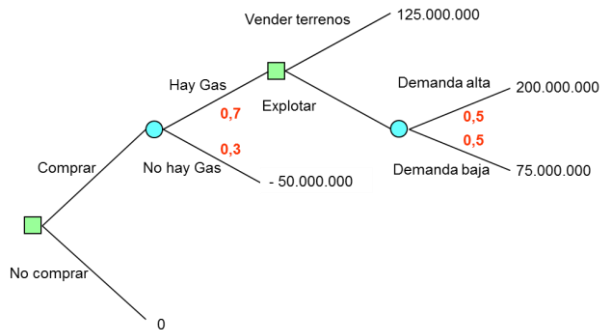 Vender terrenos
125.000.000
Hay Gas
Demanda alta
200.000.000
Explotar
0,7
0,5
0,5
0,3
Comprar
No hay Gas
Demanda baja
75.000.000
- 50.000.000
No comprar
0